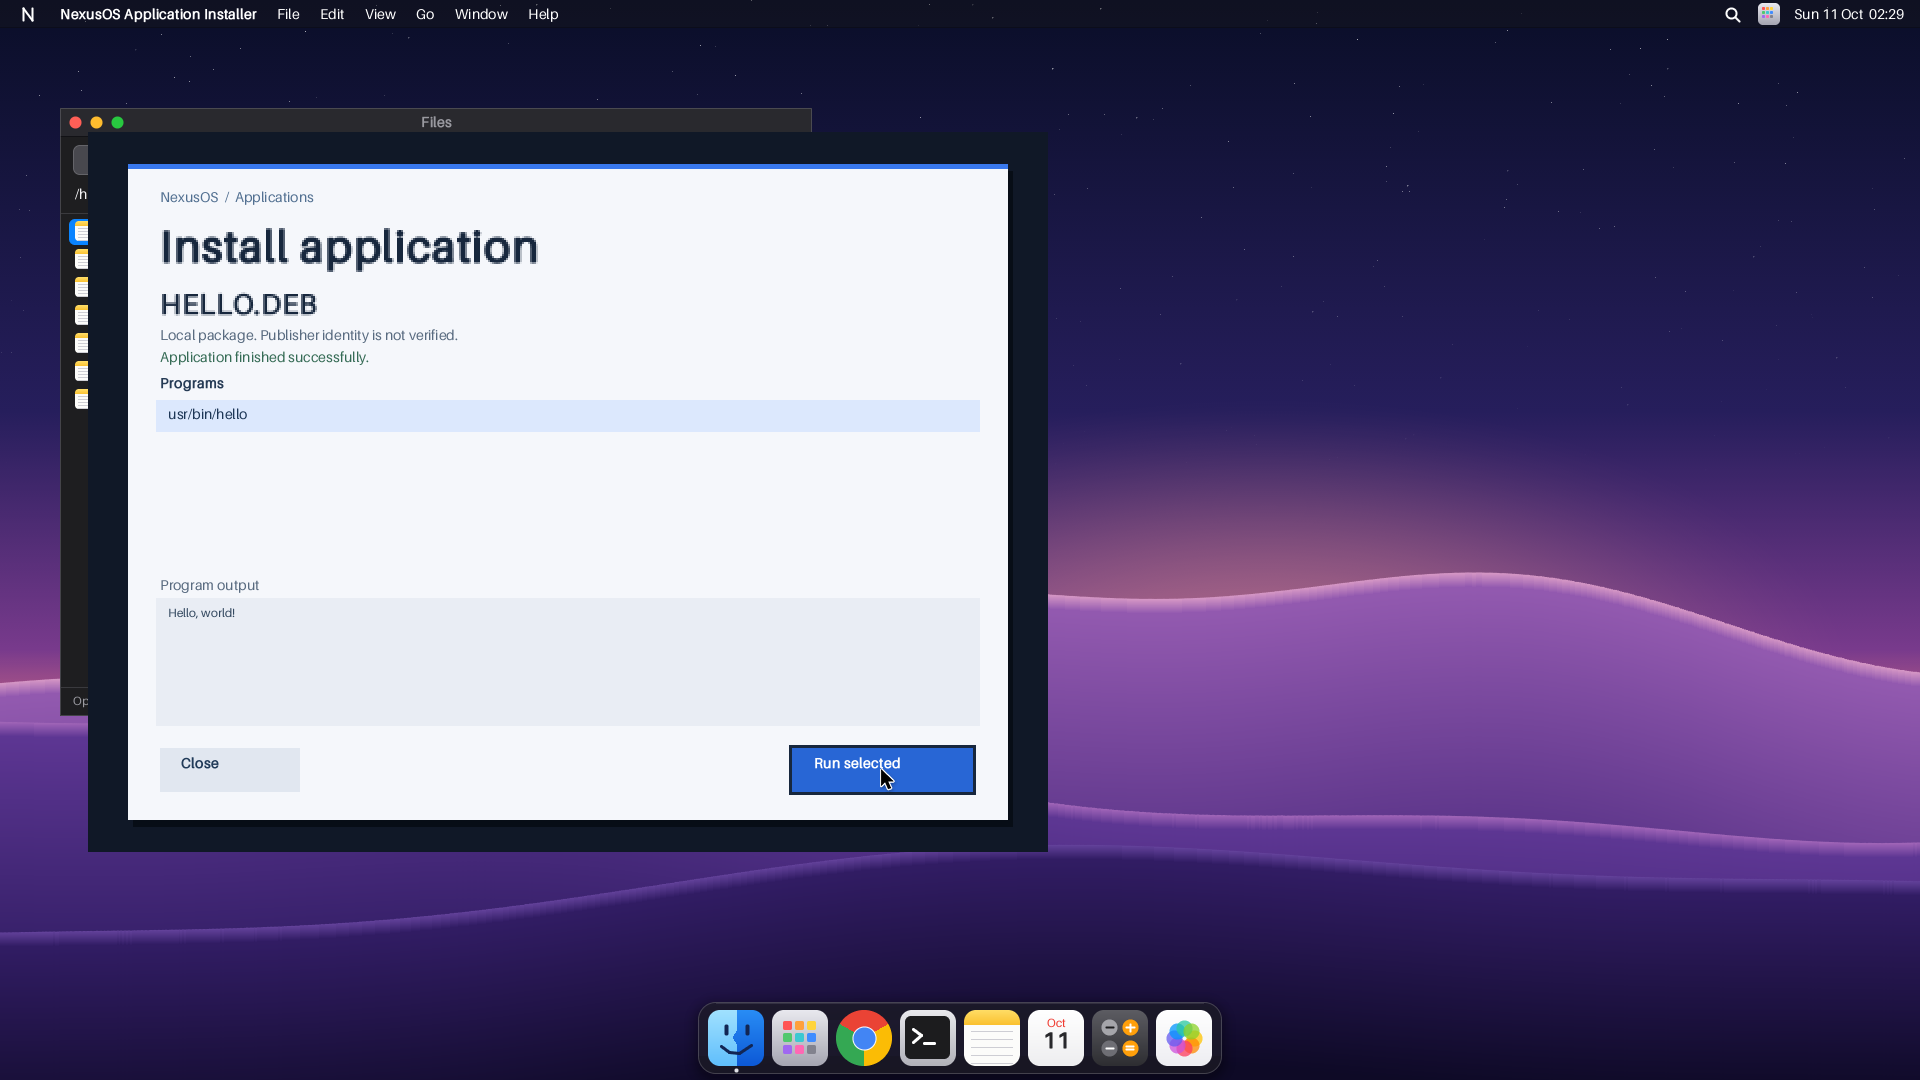 N NexusOS Application Installer File Edit View Go Window Help Sun 11 Oct 02:29
Files
/h
NexusOS / Applications
Install application
HELLO.DEB
Local package. Publisher identity is not verified.
Application finished successfully.
Programs
usr/bin/hello
Program output
Hello, world!
Op
Close Run selected
Oct
11